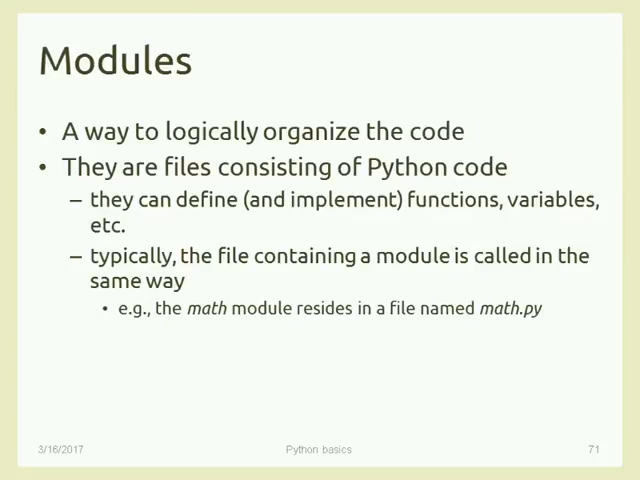 Modules
• A way to logically organize the code
• They are files consisting of Python code
– they can define (and implement) functions, variables,
etc.
– typically, the file containing a module is called in the
same way
• e.g., the math module resides in a file named math.py
3/16/2017 Python basics 71